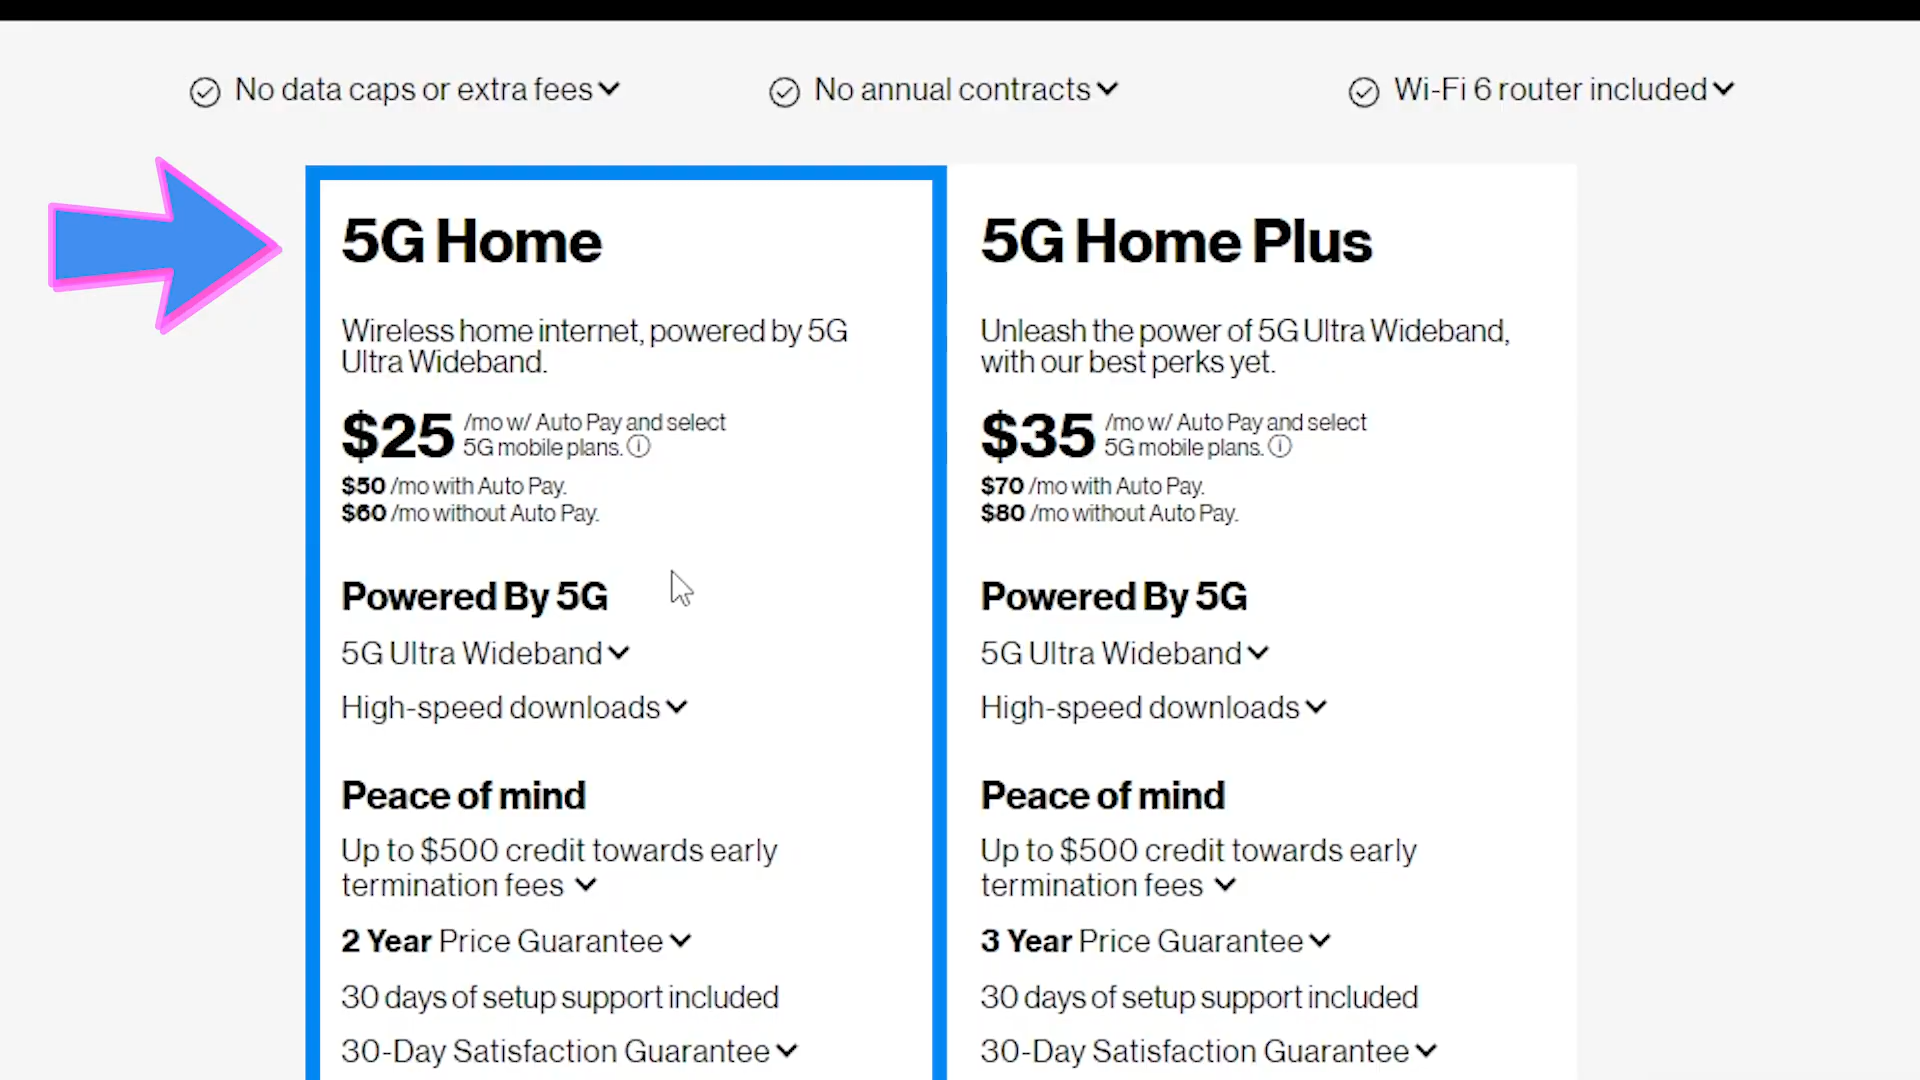 No data caps or extra fees
No annual contracts
Wi-Fi 6 router included
5G Home
Wireless home internet, powered by 5G
Ultra Wideband.
$25 /mo w/ Auto Pay and select
5G mobile plans.
$50 /mo with Auto Pay.
$60 /mo without Auto Pay.
Powered By 5G
5G Ultra Wideband
High-speed downloads
Peace of mind
Up to $500 credit towards early
termination fees
2 Year Price Guarantee
30 days of setup support included
30-Day Satisfaction Guarantee
5G Home Plus
Unleash the power of 5G Ultra Wideband,
with our best perks yet.
$35 /mo w/ Auto Pay and select
5G mobile plans.
$70 /mo with Auto Pay.
$80 /mo without Auto Pay.
Powered By 5G
5G Ultra Wideband
High-speed downloads
Peace of mind
Up to $500 credit towards early
termination fees
3 Year Price Guarantee
30 days of setup support included
30-Day Satisfaction Guarantee